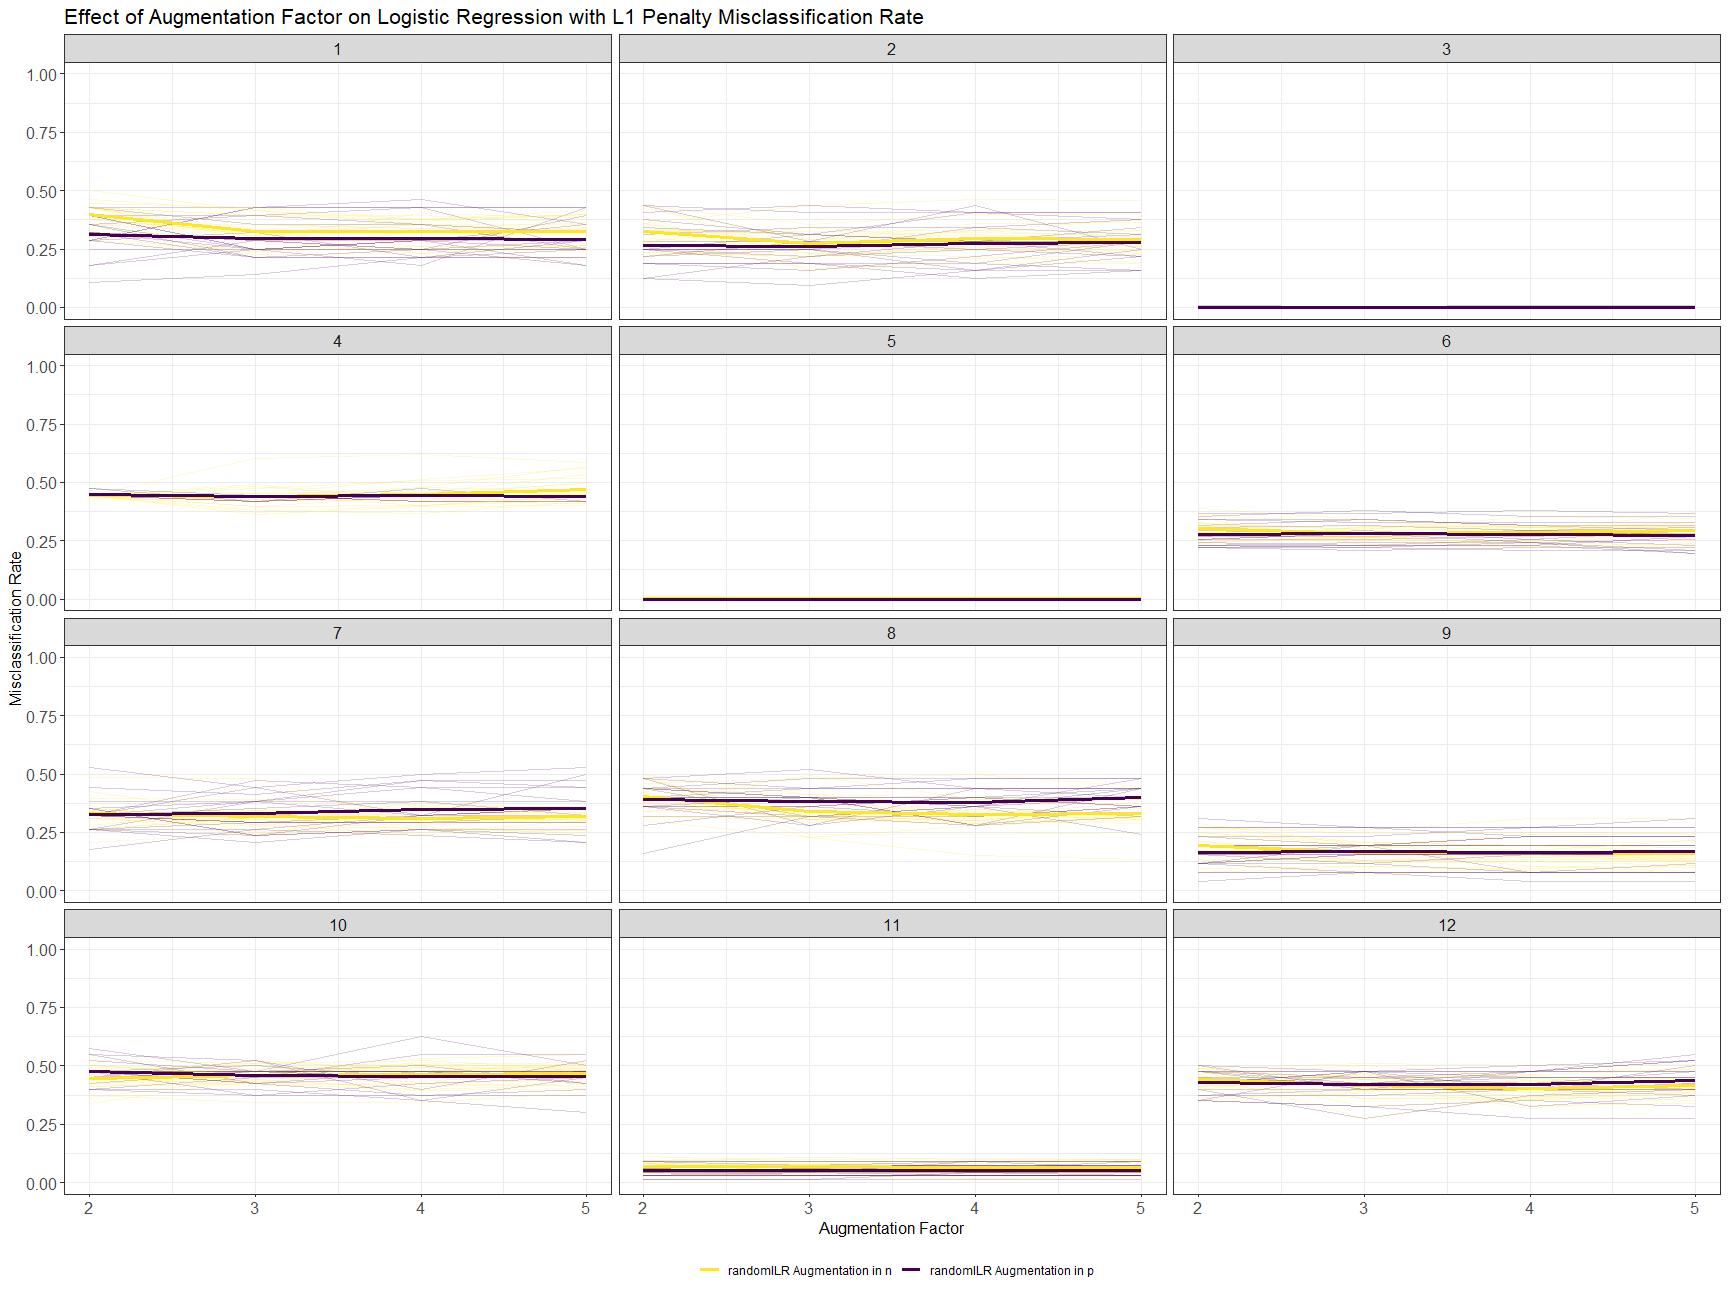 Effect of Augmentation Factor on Logistic Regression with L1 Penalty Misclassification Rate
1 2 3
1.00
0.75
0.50
0.25
0.00
4 5 6
1.00
0.75
0.50
0.25
0.00
Misclassification Rate
7 8 9
1.00
0.75
0.50
0.25
0.00
10 11 12
1.00
0.75
0.50
0.25
0.00
2 3 4 5 2 3 4 5 2 3 4 5
Augmentation Factor
randomILR Augmentation in n randomILR Augmentation in p